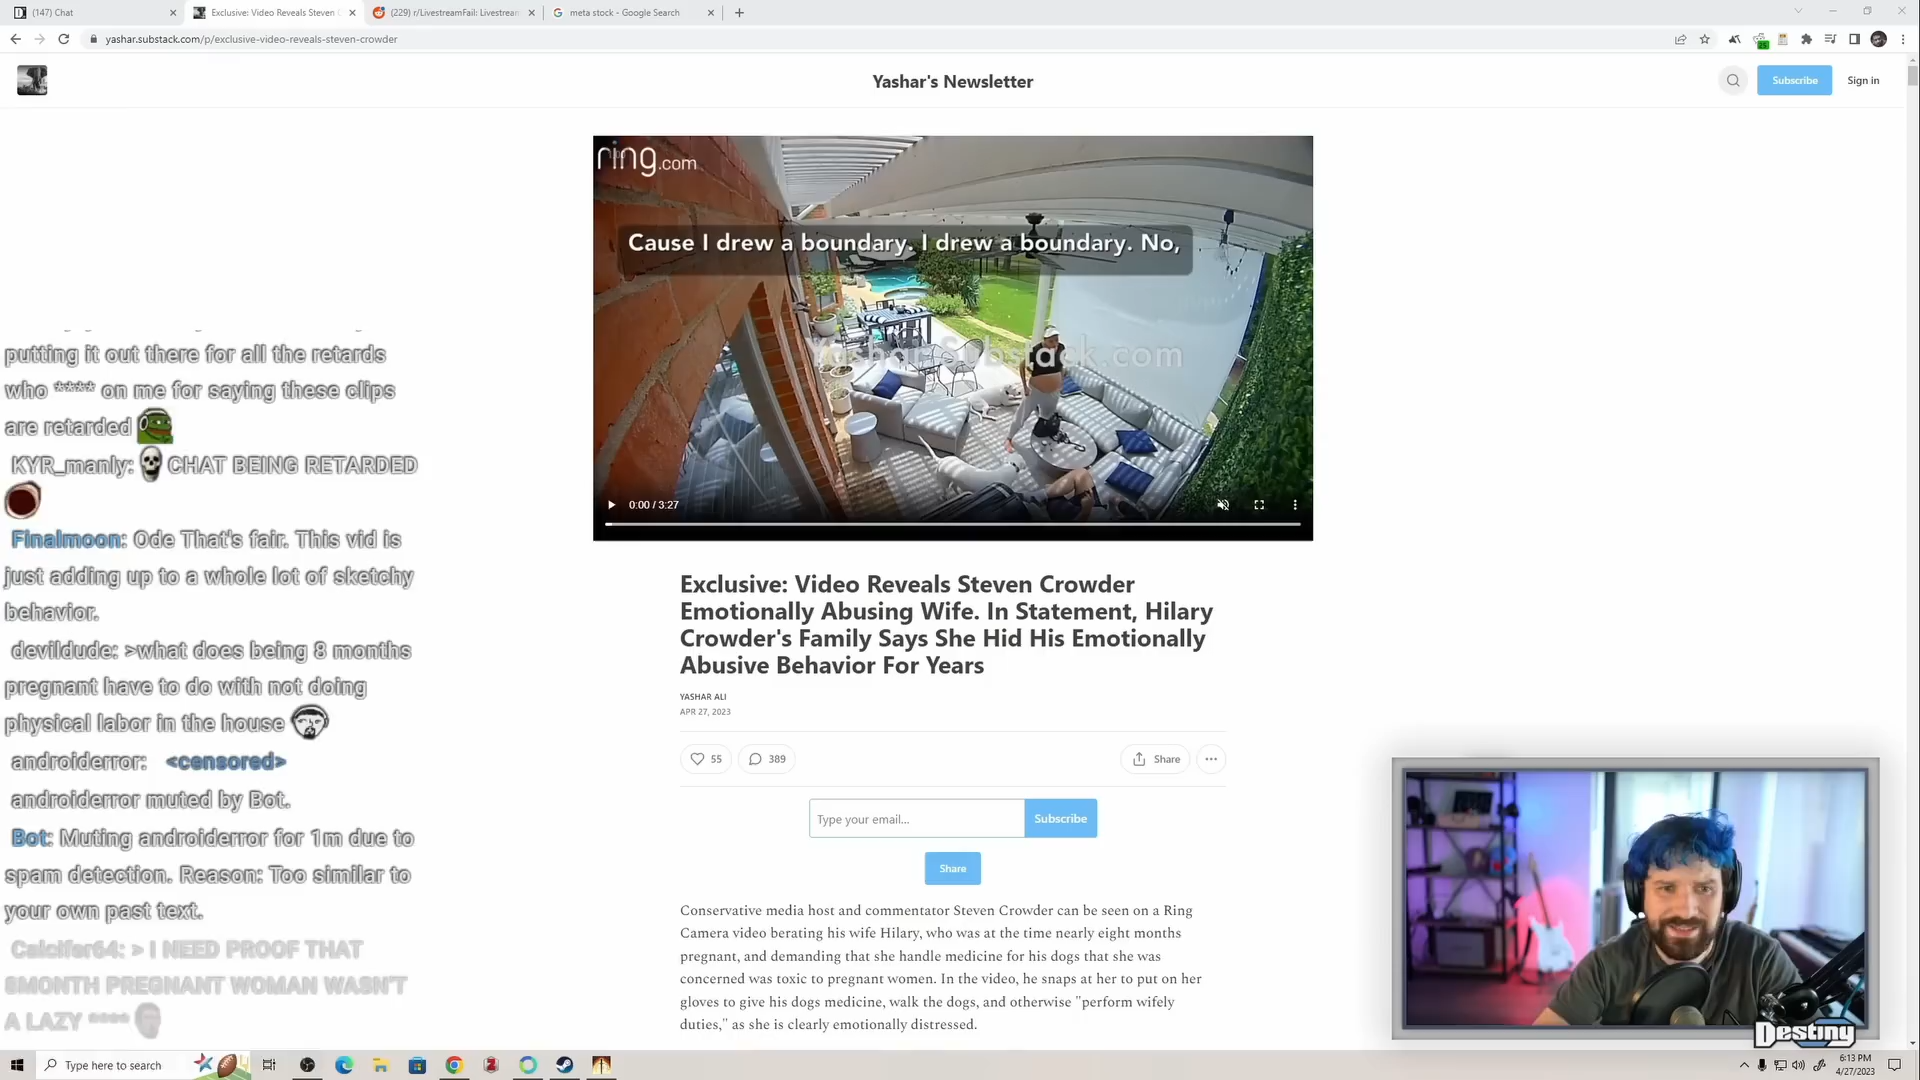 (147) Chat
Exclusive: Video Reveals Steven C
(229) r/LivestreamFail: Livestream
meta stock - Google Search
yashar.substack.com/p/exclusive-video-reveals-steven-crowder
25
Yashar's Newsletter
Subscribe
Sign in
ring.com
Cause I drew a boundary. I drew a boundary. No,
Yashar.Substack.com
0:00 / 3:27
putting it out there for all the retards
who **** on me for saying these clips
are retarded
KYR_manly: CHAT BEING RETARDED
Finalmoon: Ode That's fair. This vid is
just adding up to a whole lot of sketchy
behavior.
devildude: >what does being 8 months
pregnant have to do with not doing
physical labor in the house
androiderror: <censored>
androiderror muted by Bot.
Bot: Muting androiderror for 1m due to
spam detection. Reason: Too similar to
your own past text.
Calcifer64: > I NEED PROOF THAT
8MONTH PREGNANT WOMAN WASN'T
A LAZY ****
Exclusive: Video Reveals Steven Crowder
Emotionally Abusing Wife. In Statement, Hilary
Crowder's Family Says She Hid His Emotionally
Abusive Behavior For Years
YASHAR ALI
APR 27, 2023
55
389
Share
Type your email...
Subscribe
Share
Conservative media host and commentator Steven Crowder can be seen on a Ring
Camera video berating his wife Hilary, who was at the time nearly eight months
pregnant, and demanding that she handle medicine for his dogs that she was
concerned was toxic to pregnant women. In the video, he snaps at her to put on her
gloves to give his dogs medicine, walk the dogs, and otherwise "perform wifely
duties," as she is clearly emotionally distressed.
Destiny
Type here to search
6:13 PM
4/27/2023